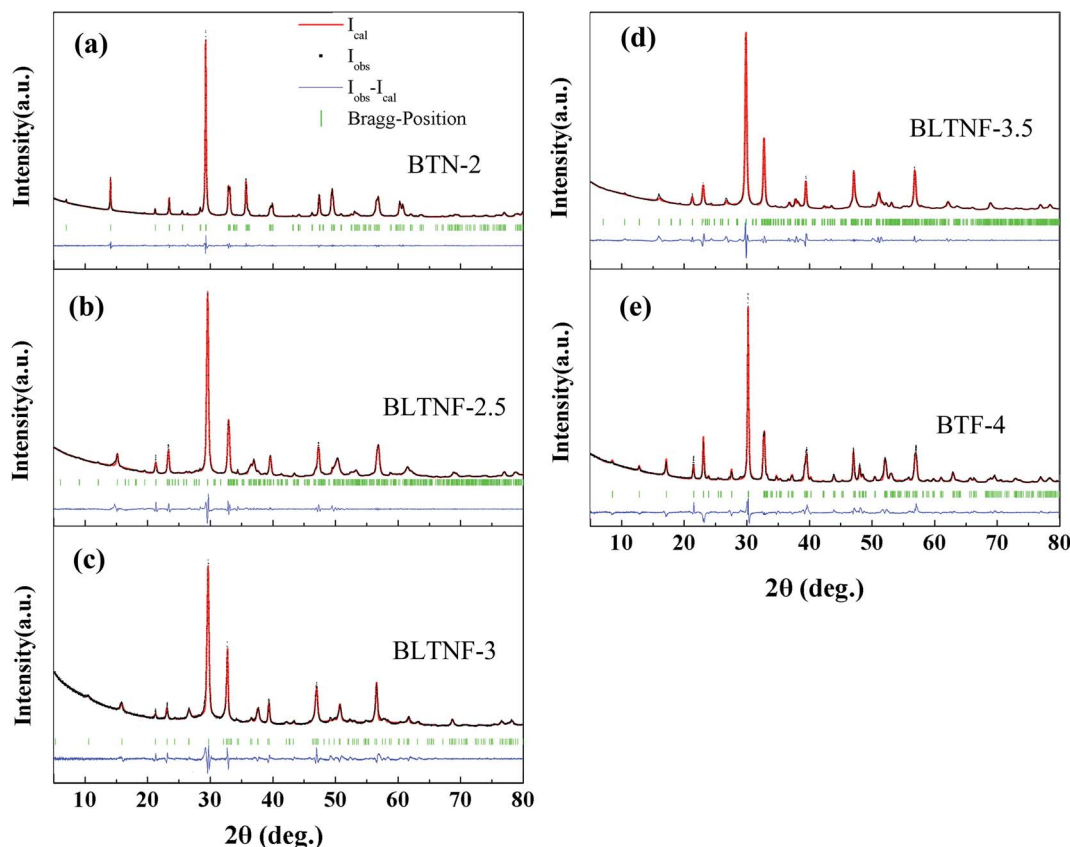 (a)
I_cal
I_obs
I_obs-I_cal
Bragg-Position
BTN-2
Intensity(a.u.)
(b)
BLTNF-2.5
Intensity(a.u.)
(c)
BLTNF-3
Intensity(a.u.)
10 20 30 40 50 60 70 80
2θ (deg.)
(d)
BLTNF-3.5
Intensity(a.u.)
(e)
BTF-4
Intensity(a.u.)
10 20 30 40 50 60 70 80
2θ (deg.)